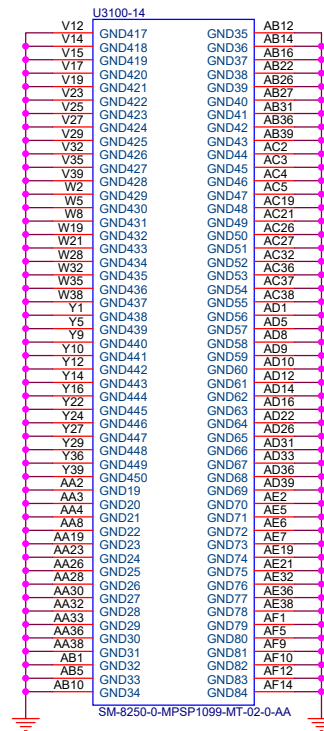 U3100-14
V12 GND417 GND35 AB12
V14 GND418 GND36 AB14
V15 GND419 GND37 AB16
V17 GND420 GND38 AB22
V19 GND421 GND39 AB26
V23 GND422 GND40 AB27
V25 GND423 GND41 AB31
V27 GND424 GND42 AB36
V29 GND425 GND43 AB39
V32 GND426 GND44 AC2
V35 GND427 GND45 AC3
V39 GND428 GND46 AC4
W2 GND429 GND47 AC5
W5 GND430 GND48 AC19
W8 GND431 GND49 AC21
W19 GND432 GND50 AC26
W21 GND433 GND51 AC27
W28 GND434 GND52 AC32
W32 GND435 GND53 AC36
W35 GND436 GND54 AC37
W38 GND437 GND55 AC38
Y1 GND438 GND56 AD1
Y5 GND439 GND57 AD5
Y9 GND440 GND58 AD8
Y10 GND441 GND59 AD9
Y12 GND442 GND60 AD10
Y14 GND443 GND61 AD12
Y16 GND444 GND62 AD14
Y22 GND445 GND63 AD16
Y24 GND446 GND64 AD22
Y27 GND447 GND65 AD26
Y29 GND448 GND66 AD31
Y36 GND449 GND67 AD33
Y39 GND450 GND68 AD36
AA2 GND19 GND69 AD39
AA3 GND20 GND70 AE2
AA4 GND21 GND71 AE5
AA8 GND22 GND72 AE6
AA19 GND23 GND73 AE7
AA23 GND24 GND74 AE19
AA26 GND25 GND75 AE21
AA28 GND26 GND76 AE32
AA30 GND27 GND77 AE36
AA32 GND28 GND78 AE38
AA33 GND29 GND79 AF1
AA36 GND30 GND80 AF5
AA38 GND31 GND81 AF9
AB1 GND32 GND82 AF10
AB5 GND33 GND83 AF12
AB10 GND34 GND84 AF14
SM-8250-0-MPSP1099-MT-02-0-AA